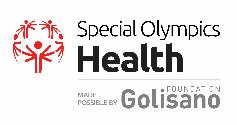 Special Olympics
Health
MADE
POSSIBLE BY
FOUNDATION
Golisano